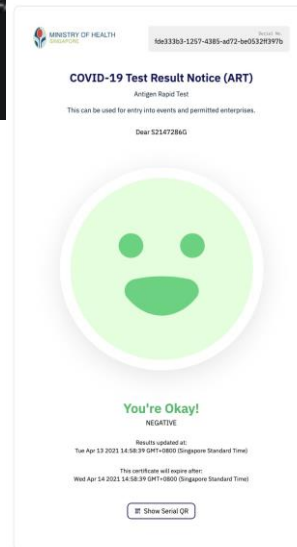 MINISTRY OF HEALTH
SINGAPORE
Serial No.
fde333b3-1257-4385-ad72-be0532ff397b
COVID-19 Test Result Notice (ART)
Antigen Rapid Test
This can be used for entry into events and permitted enterprises.
Dear S2147286G
You're Okay!
NEGATIVE
Results updated at:
Tue Apr 13 2021 14:58:39 GMT+0800 (Singapore Standard Time)
This certificate will expire after:
Wed Apr 14 2021 14:58:39 GMT+0800 (Singapore Standard Time)
Show Serial QR